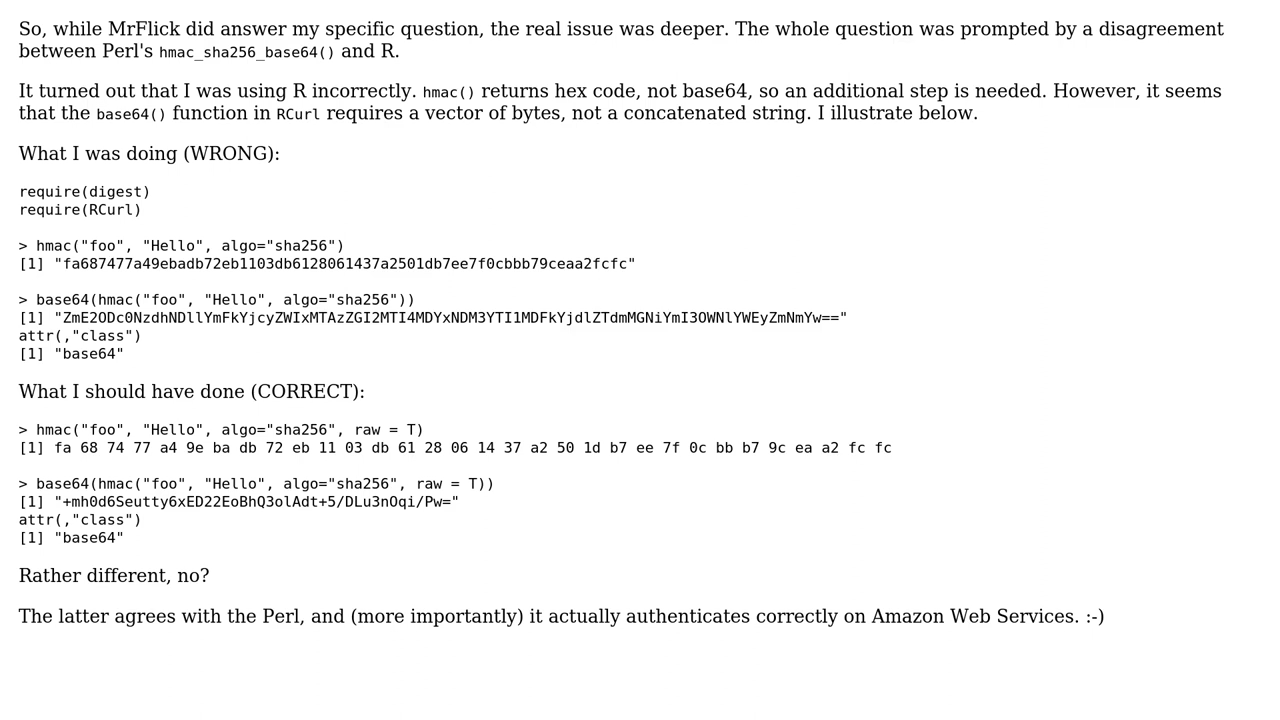 So, while MrFlick did answer my specific question, the real issue was deeper. The whole question was prompted by a disagreement
between Perl's hmac_sha256_base64() and R.
It turned out that I was using R incorrectly. hmac() returns hex code, not base64, so an additional step is needed. However, it seems
that the base64() function in RCurl requires a vector of bytes, not a concatenated string. I illustrate below.
What I was doing (WRONG):
require(digest)
require(RCurl)
> hmac("foo", "Hello", algo="sha256")
[1] "fa687477a49ebadb72eb1103db6128061437a2501db7ee7f0cbbb79ceaa2fcfc"
> base64(hmac("foo", "Hello", algo="sha256"))
[1] "ZmE2ODc0NzdhNDllYmFkYjcyZWIxMTAzZGI2MTI4MDYxNDM3YTI1MDFkYjdlZTdmMGNiYmI3OWNlYWEyZmNmYw=="
attr(,"class")
[1] "base64"
What I should have done (CORRECT):
> hmac("foo", "Hello", algo="sha256", raw = T)
[1] fa 68 74 77 a4 9e ba db 72 eb 11 03 db 61 28 06 14 37 a2 50 1d b7 ee 7f 0c bb b7 9c ea a2 fc fc
> base64(hmac("foo", "Hello", algo="sha256", raw = T))
[1] "+mh0d6Seutty6xED22EoBhQ3olAdt+5/DLu3nOqi/Pw="
attr(,"class")
[1] "base64"
Rather different, no?
The latter agrees with the Perl, and (more importantly) it actually authenticates correctly on Amazon Web Services. :-)